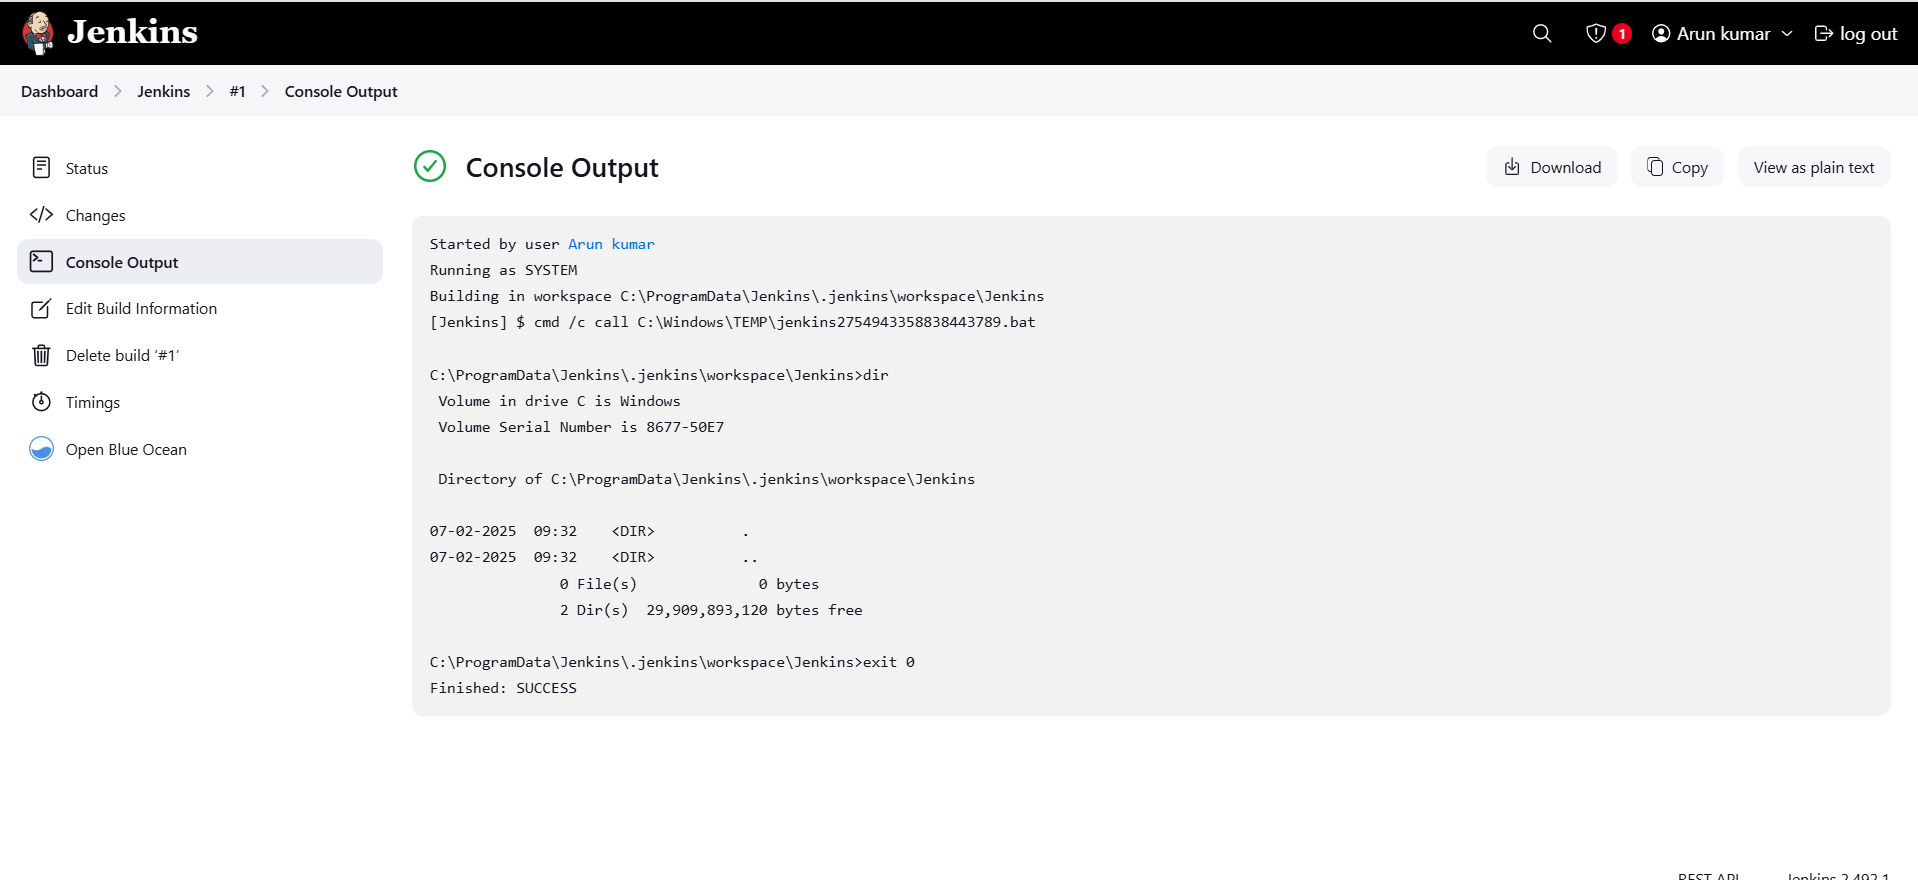 Jenkins
1
Arun kumar
log out
Dashboard > Jenkins > #1 > Console Output
Status
Changes
Console Output
Edit Build Information
Delete build ‘#1’
Timings
Open Blue Ocean
Console Output
Download
Copy
View as plain text
Started by user Arun kumar
Running as SYSTEM
Building in workspace C:\ProgramData\Jenkins\.jenkins\workspace\Jenkins
[Jenkins] $ cmd /c call C:\Windows\TEMP\jenkins2754943358838443789.bat
C:\ProgramData\Jenkins\.jenkins\workspace\Jenkins>dir
Volume in drive C is Windows
Volume Serial Number is 8677-50E7
Directory of C:\ProgramData\Jenkins\.jenkins\workspace\Jenkins
07-02-2025  09:32    <DIR>          .
07-02-2025  09:32    <DIR>          ..
0 File(s)              0 bytes
2 Dir(s)  29,909,893,120 bytes free
C:\ProgramData\Jenkins\.jenkins\workspace\Jenkins>exit 0
Finished: SUCCESS
REST API
Jenkins 2.492.1